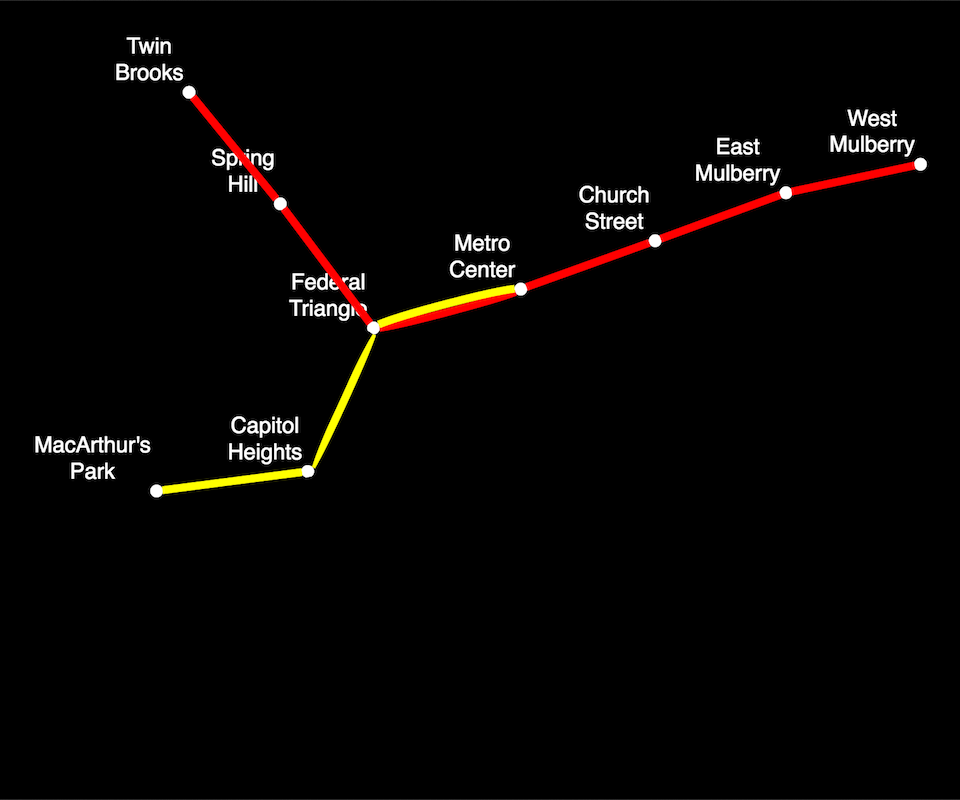 Twin
Brooks
Spring
Hill
Federal
Triangle
Metro
Center
Church
Street
East
Mulberry
West
Mulberry
Capitol
Heights
MacArthur's
Park